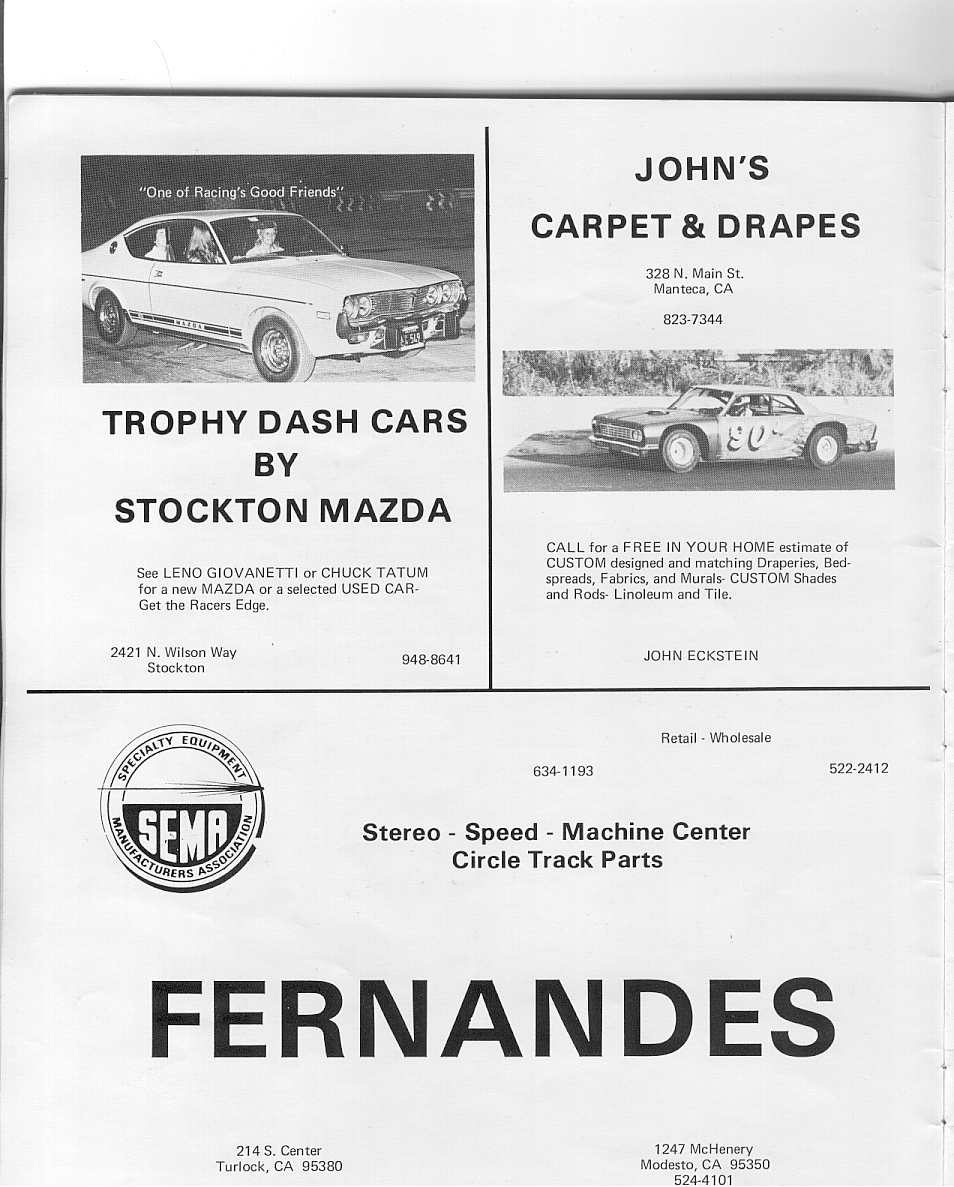 "One of Racing's Good Friends"
MAZDA
TROPHY DASH CARS
BY
STOCKTON MAZDA
See LENO GIOVANETTI or CHUCK TATUM
for a new MAZDA or a selected USED CAR-
Get the Racers Edge.
2421 N. Wilson Way
Stockton
948-8641
JOHN'S
CARPET & DRAPES
328 N. Main St.
Manteca, CA
823-7344
90
CALL for a FREE IN YOUR HOME estimate of
CUSTOM designed and matching Draperies, Bed-
spreads, Fabrics, and Murals- CUSTOM Shades
and Rods- Linoleum and Tile.
JOHN ECKSTEIN
SPECIALTY EQUIPMENT
SEMA
MANUFACTURERS ASSOCIATION
Retail - Wholesale
634-1193
522-2412
Stereo - Speed - Machine Center
Circle Track Parts
FERNANDES
214 S. Center
Turlock, CA 95380
1247 McHenery
Modesto, CA 95350
524-4101